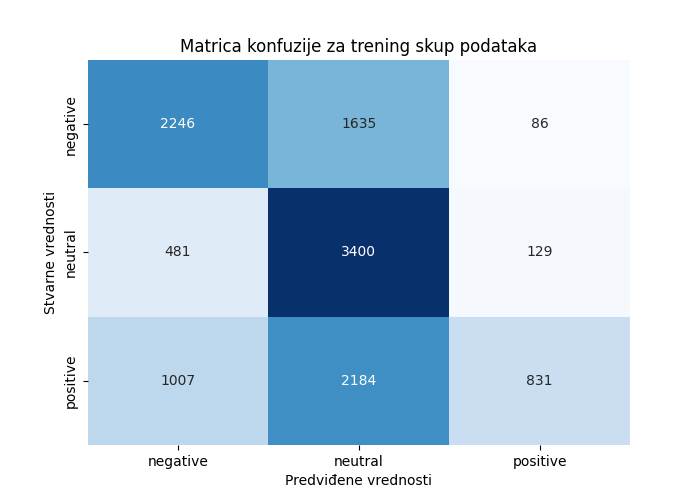 Matrica konfuzije za trening skup podataka
Stvarne vrednosti
negative
2246 1635 86
neutral
481 3400 129
positive
1007 2184 831
negative neutral positive
Predviđene vrednosti